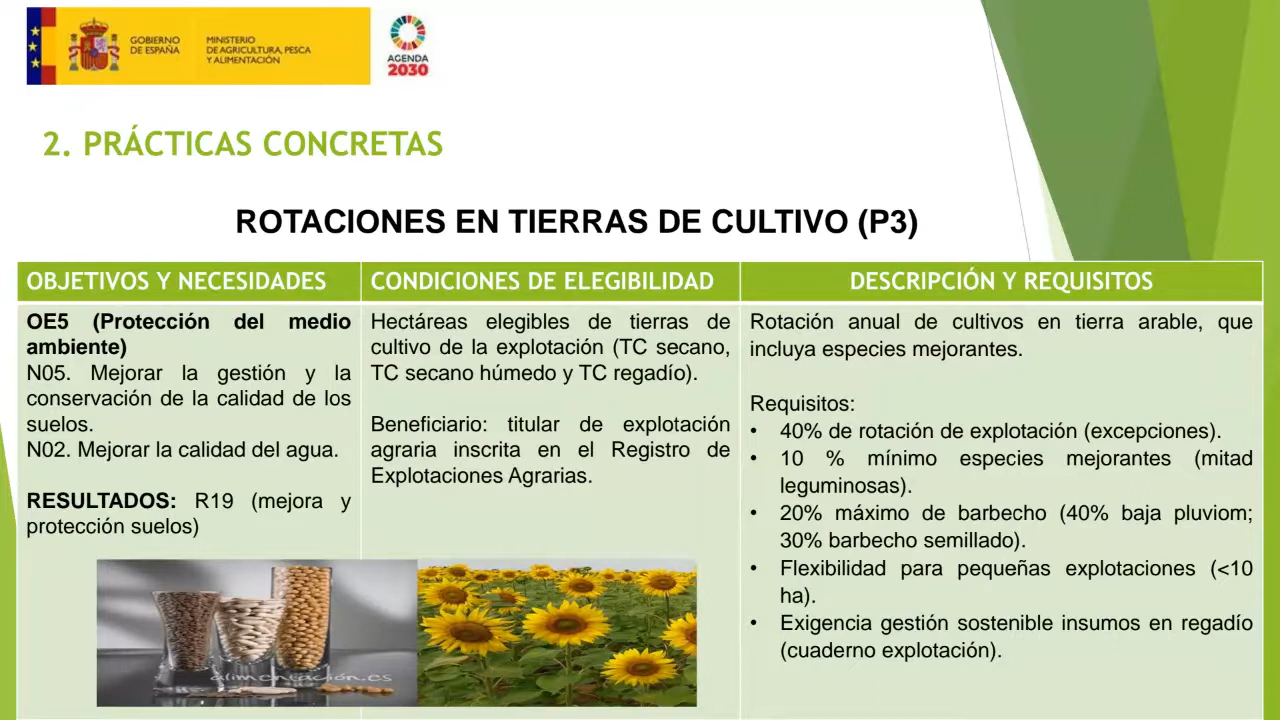 GOBIERNO
DE ESPAÑA
MINISTERIO
DE AGRICULTURA, PESCA
Y ALIMENTACIÓN
AGENDA
2030
2. PRÁCTICAS CONCRETAS
ROTACIONES EN TIERRAS DE CULTIVO (P3)
OBJETIVOS Y NECESIDADES
OE5 (Protección del medio
ambiente)
N05. Mejorar la gestión y la
conservación de la calidad de los
suelos.
N02. Mejorar la calidad del agua.
RESULTADOS: R19 (mejora y
protección suelos)
CONDICIONES DE ELEGIBILIDAD
Hectáreas elegibles de tierras de
cultivo de la explotación (TC secano,
TC secano húmedo y TC regadío).
Beneficiario: titular de explotación
agraria inscrita en el Registro de
Explotaciones Agrarias.
DESCRIPCIÓN Y REQUISITOS
Rotación anual de cultivos en tierra arable, que
incluya especies mejorantes.
Requisitos:
• 40% de rotación de explotación (excepciones).
• 10 % mínimo especies mejorantes (mitad
leguminosas).
• 20% máximo de barbecho (40% baja pluviom;
30% barbecho semillado).
• Flexibilidad para pequeñas explotaciones (<10
ha).
• Exigencia gestión sostenible insumos en regadío
(cuaderno explotación).
alimentación.es